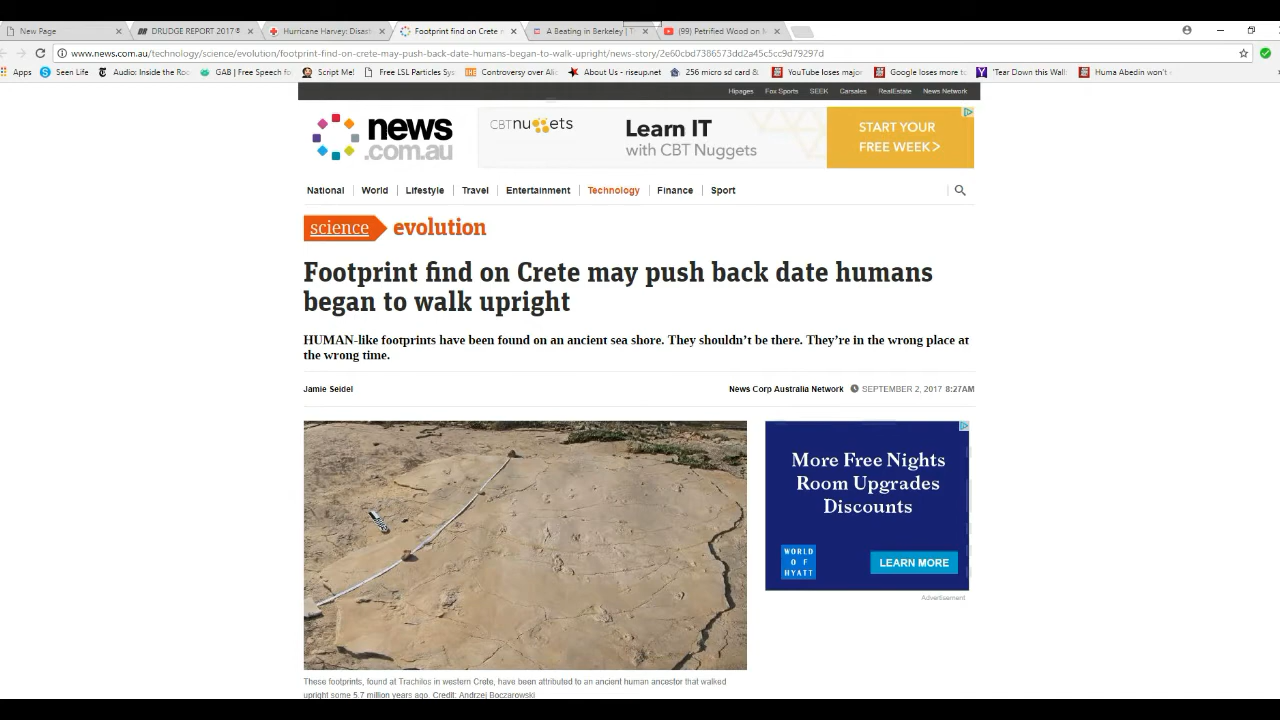 New Page
DRUDGE REPORT 2017®
Hurricane Harvey: Disast
Footprint find on Crete
A Beating in Berkeley | T
(99) Petrified Wood on M
www.news.com.au/technology/science/evolution/footprint-find-on-crete-may-push-back-date-humans-began-to-walk-upright/news-story/2e60cbd7386573dd2a45c5cc9d79297d
Apps
Seen Life
Audio: Inside the Ro
GAB | Free Speech fo
Script Me!
Free LSL Particles Sy
Controversy over Ali
About Us - riseup.net
256 micro sd card &
YouTube loses major
Google loses more t
'Tear Down this Wall
Huma Abedin won't
Hipages
Fox Sports
SEEK
Carsales
RealEstate
News Network
news
.com.au
CBT nuggets
Learn IT
with CBT Nuggets
START YOUR
FREE WEEK>
National
World
Lifestyle
Travel
Entertainment
Technology
Finance
Sport
science
evolution
Footprint find on Crete may push back date humans
began to walk upright
HUMAN-like footprints have been found on an ancient sea shore. They shouldn't be there. They're in the wrong place at
the wrong time.
Jamie Seidel
News Corp Australia Network
SEPTEMBER 2, 2017 8:27AM
More Free Nights
Room Upgrades
Discounts
WORLD
OF
HYATT
LEARN MORE
Advertisement
These footprints, found at Trachilos in western Crete, have been attributed to an ancient human ancestor that walked
upright some 5.7 million years ago. Credit: Andrzej Boczarowski